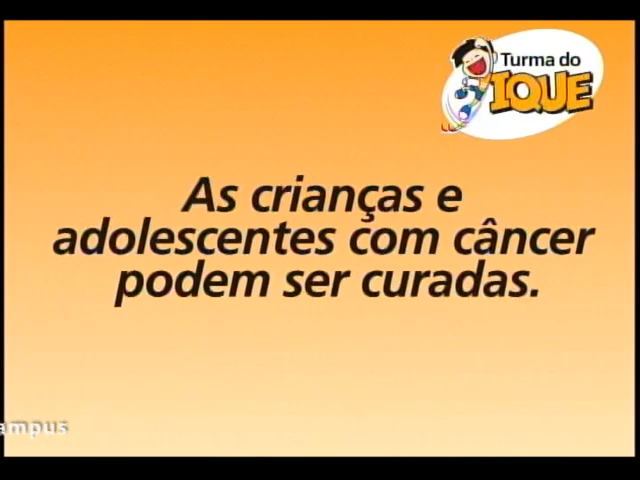 Turma do
IQUE
As crianças e
adolescentes com câncer
podem ser curadas.
ampus